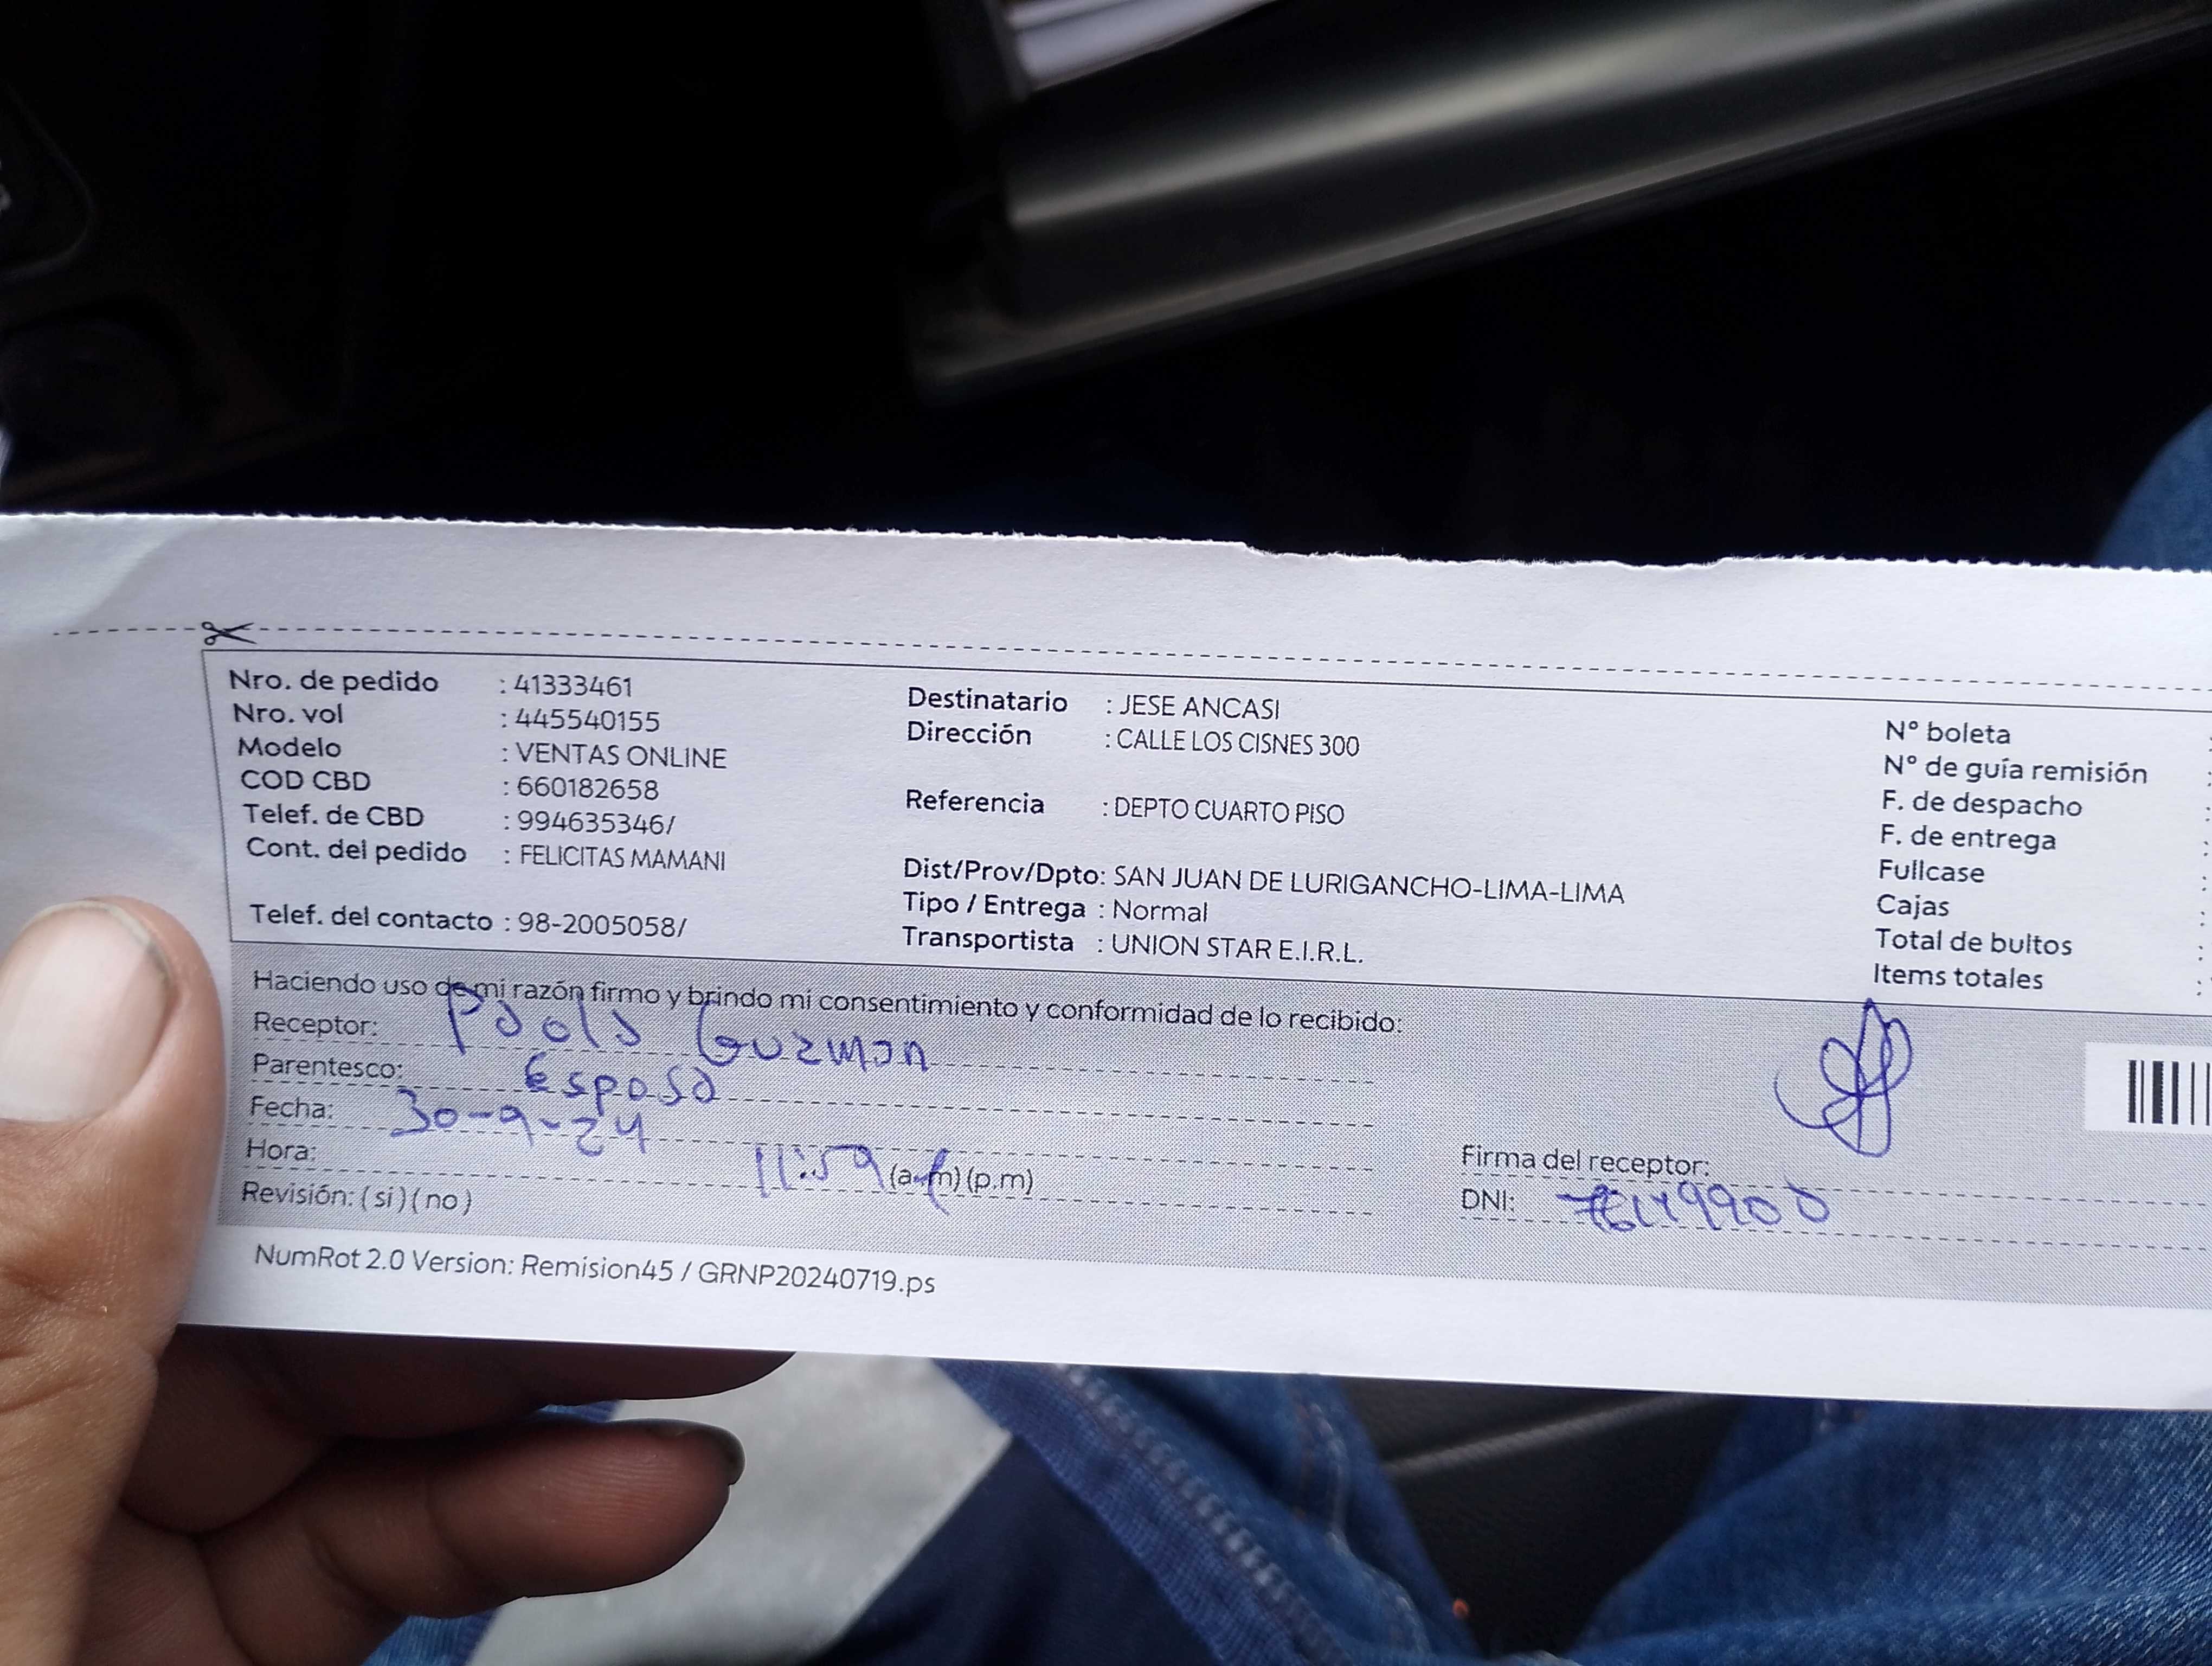 Nro. de pedido : 41333461
Nro. vol : 445540155
Modelo : VENTAS ONLINE
COD CBD : 660182658
Telef. de CBD : 994635346/
Cont. del pedido : FELICITAS MAMANI
Telef. del contacto : 98-2005058/
Destinatario : JESE ANCASI
Dirección : CALLE LOS CISNES 300
Referencia : DEPTO CUARTO PISO
Dist/Prov/Dpto: SAN JUAN DE LURIGANCHO-LIMA-LIMA
Tipo / Entrega : Normal
Transportista : UNION STAR E.I.R.L.
N° boleta :
N° de guía remisión :
F. de despacho :
F. de entrega :
Fullcase :
Cajas :
Total de bultos :
Items totales :
Haciendo uso de mi razón firmo y brindo mi consentimiento y conformidad de lo recibido:
Receptor: Paola Guzman
Parentesco: Esposa
Fecha: 30-9-24
Hora: 11:59 (a.m) (p.m)
Revisión: ( si ) ( no )
Firma del receptor:
DNI:
NumRot 2.0 Version: Remision45 / GRNP20240719.ps